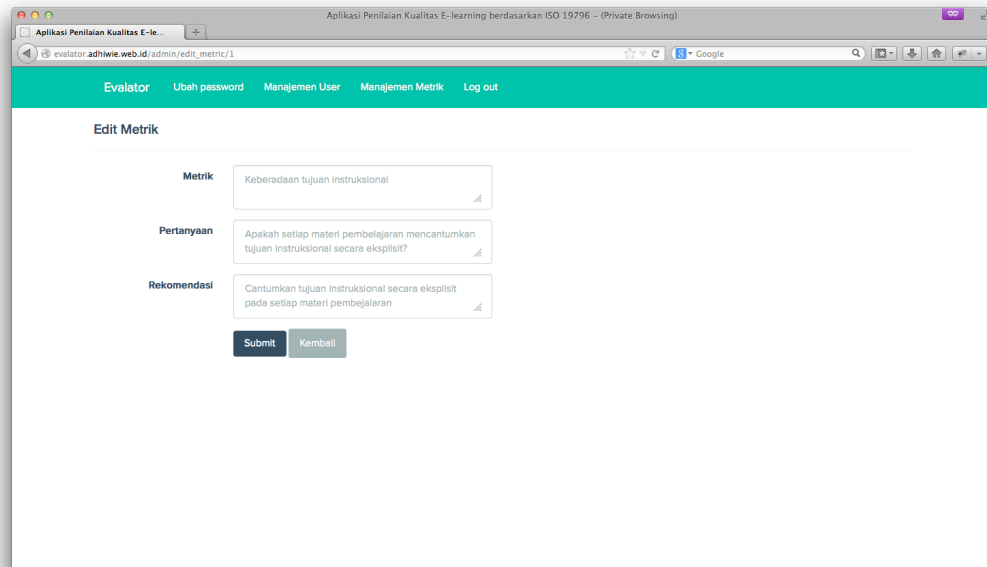 Aplikasi Penilaian Kualitas E-learning berdasarkan ISO 19796 – (Private Browsing)
Aplikasi Penilaian Kualitas E-le...
evalator.adhiwie.web.id/admin/edit_metric/1
Google
Evalator Ubah password Manajemen User Manajemen Metrik Log out
Edit Metrik
Metrik
Keberadaan tujuan instruksional
Pertanyaan
Apakah setiap materi pembelajaran mencantumkan
tujuan instruksional secara eksplisit?
Rekomendasi
Cantumkan tujuan instruksional secara eksplisit
pada setiap materi pembejalaran
Submit Kembali